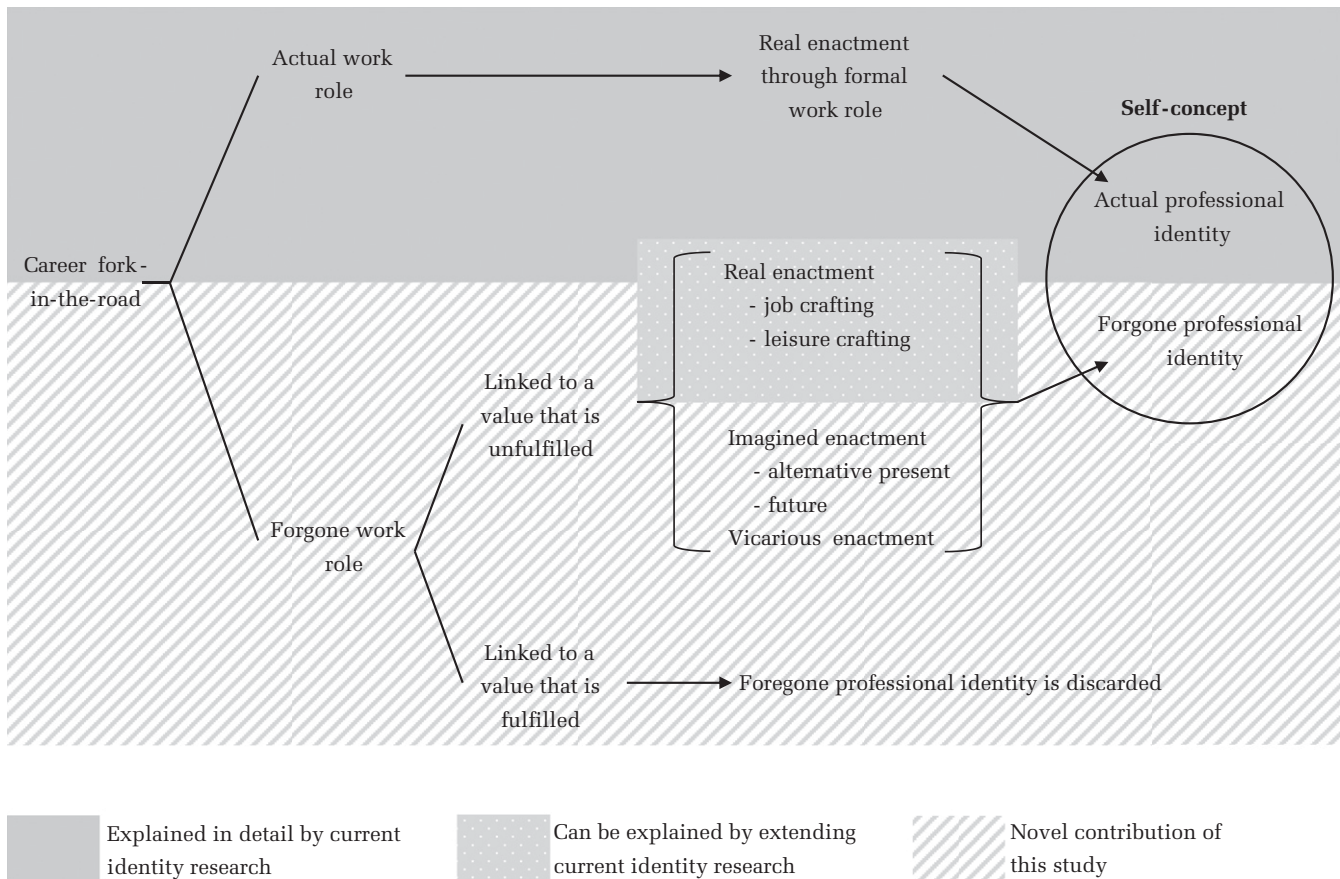 Actual work
role
Real enactment
through formal
work role
Self-concept
Actual professional
identity
Career fork-
in-the-road
Real enactment
- job crafting
- leisure crafting
Forgone professional
identity
Linked to a
value that is
unfulfilled
Imagined enactment
- alternative present
- future
Vicarious enactment
Forgone work
role
Linked to a
value that is
fulfilled
Foregone professional identity is discarded
Explained in detail by current
identity research
Can be explained by extending
current identity research
Novel contribution of
this study